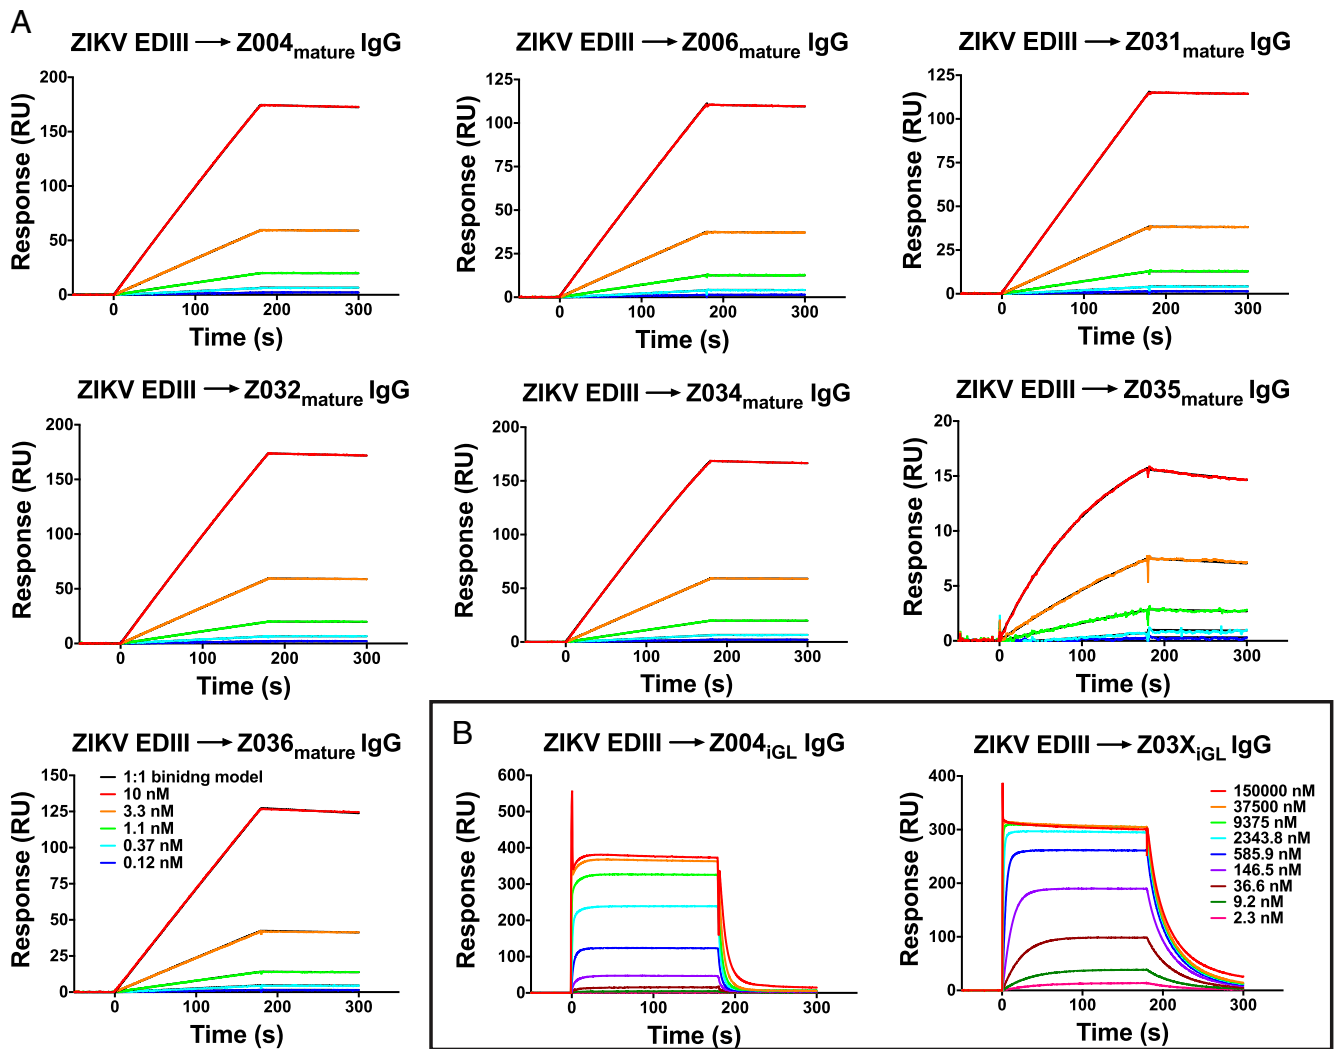 A
ZIKV EDIII → Z004mature IgG
Response (RU)
200
150
100
50
0
0 100 200 300
Time (s)
ZIKV EDIII → Z006mature IgG
Response (RU)
125
100
75
50
25
0
0 100 200 300
Time (s)
ZIKV EDIII → Z031mature IgG
Response (RU)
125
100
75
50
25
0
0 100 200 300
Time (s)
ZIKV EDIII → Z032mature IgG
Response (RU)
200
150
100
50
0
0 100 200 300
Time (s)
ZIKV EDIII → Z034mature IgG
Response (RU)
200
150
100
50
0
0 100 200 300
Time (s)
ZIKV EDIII → Z035mature IgG
Response (RU)
20
15
10
5
0
0 100 200 300
Time (s)
ZIKV EDIII → Z036mature IgG
Response (RU)
150
125
100
75
50
25
0
1:1 binidng model
10 nM
3.3 nM
1.1 nM
0.37 nM
0.12 nM
0 100 200 300
Time (s)
B
ZIKV EDIII → Z004iGL IgG
Response (RU)
600
500
400
300
200
100
0
0 100 200 300
Time (s)
ZIKV EDIII → Z03XiGL IgG
Response (RU)
400
300
200
100
0
150000 nM
37500 nM
9375 nM
2343.8 nM
585.9 nM
146.5 nM
36.6 nM
9.2 nM
2.3 nM
0 100 200 300
Time (s)